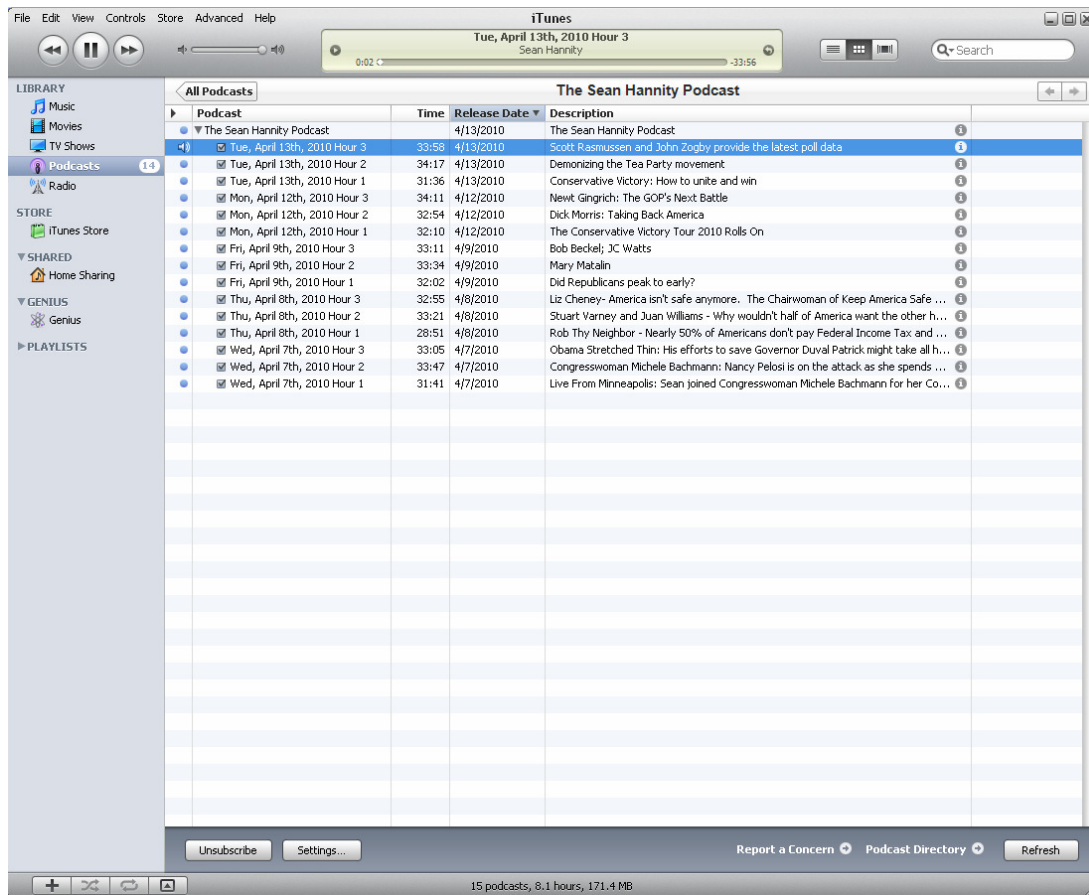 File Edit View Controls Store Advanced Help
iTunes
Tue, April 13th, 2010 Hour 3
Sean Hannity
0:02 -33:56
Search
LIBRARY
Music
Movies
TV Shows
Podcasts 14
Radio
STORE
iTunes Store
SHARED
Home Sharing
GENIUS
Genius
PLAYLISTS
All Podcasts The Sean Hannity Podcast
Podcast Time Release Date Description
The Sean Hannity Podcast 4/13/2010 The Sean Hannity Podcast
Tue, April 13th, 2010 Hour 3 33:58 4/13/2010 Scott Rasmussen and John Zogby provide the latest poll data
Tue, April 13th, 2010 Hour 2 34:17 4/13/2010 Demonizing the Tea Party movement
Tue, April 13th, 2010 Hour 1 31:36 4/13/2010 Conservative Victory: How to unite and win
Mon, April 12th, 2010 Hour 3 34:11 4/12/2010 Newt Gingrich: The GOP's Next Battle
Mon, April 12th, 2010 Hour 2 32:54 4/12/2010 Dick Morris: Taking Back America
Mon, April 12th, 2010 Hour 1 32:10 4/12/2010 The Conservative Victory Tour 2010 Rolls On
Fri, April 9th, 2010 Hour 3 33:11 4/9/2010 Bob Beckel; JC Watts
Fri, April 9th, 2010 Hour 2 33:34 4/9/2010 Mary Matalin
Fri, April 9th, 2010 Hour 1 32:02 4/9/2010 Did Republicans peak to early?
Thu, April 8th, 2010 Hour 3 32:55 4/8/2010 Liz Cheney- America isn't safe anymore. The Chairwoman of Keep America Safe ...
Thu, April 8th, 2010 Hour 2 33:21 4/8/2010 Stuart Varney and Juan Williams - Why wouldn't half of America want the other h...
Thu, April 8th, 2010 Hour 1 28:51 4/8/2010 Rob Thy Neighbor - Nearly 50% of Americans don't pay Federal Income Tax and ...
Wed, April 7th, 2010 Hour 3 33:05 4/7/2010 Obama Stretched Thin: His efforts to save Governor Duval Patrick might take all h...
Wed, April 7th, 2010 Hour 2 33:47 4/7/2010 Congresswoman Michele Bachmann: Nancy Pelosi is on the attack as she spends ...
Wed, April 7th, 2010 Hour 1 31:41 4/7/2010 Live From Minneapolis: Sean joined Congresswoman Michele Bachmann for her Co...
Unsubscribe Settings... Report a Concern Podcast Directory Refresh
15 podcasts, 8.1 hours, 171.4 MB